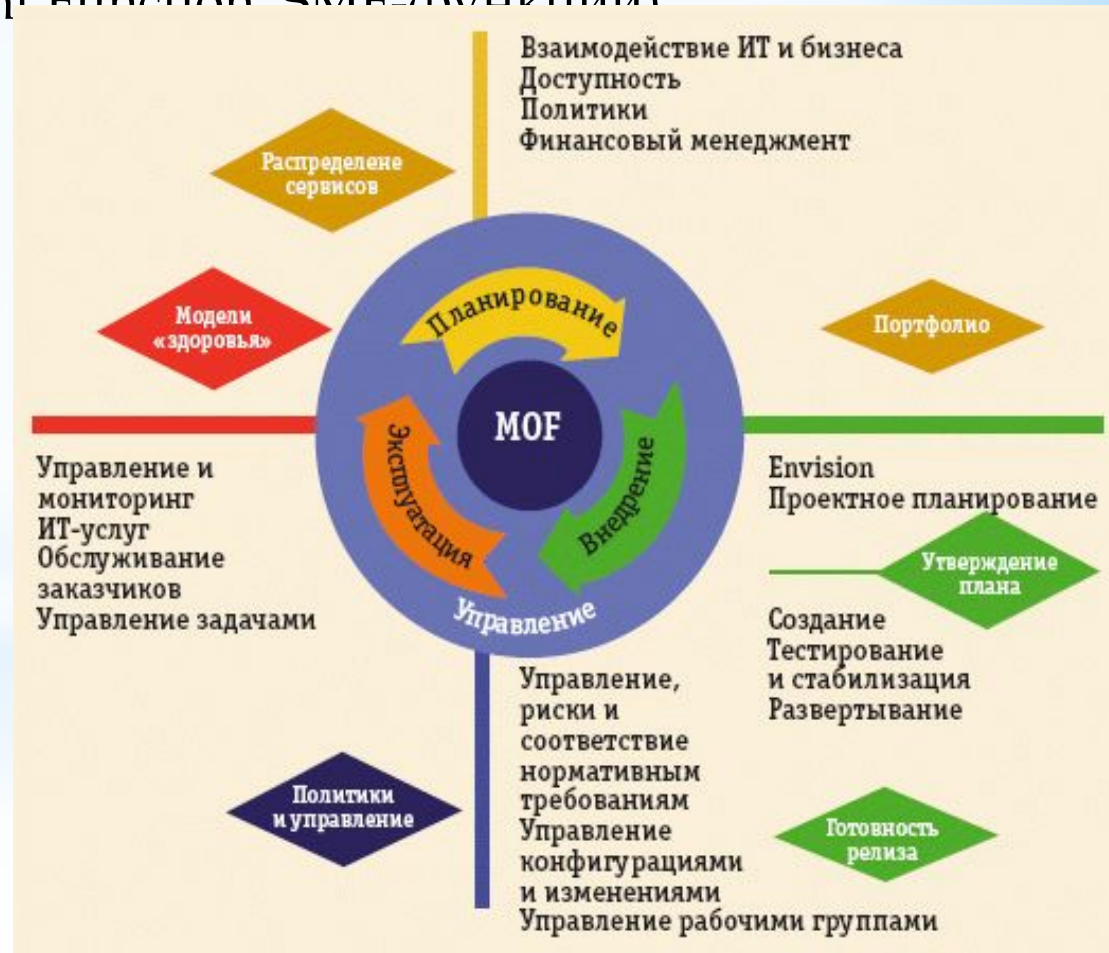 Взаимодействие ИТ и бизнеса
Доступность
Политики
Финансовый менеджмент
Распределене
сервисов
Модели
«здоровья»
Портфолио
Планирование
MOF
Внедрение
Эксплуатация
Управление
Управление и
мониторинг
ИТ-услуг
Обслуживание
заказчиков
Управление задачами
Envision
Проектное планирование
Утверждение
плана
Создание
Тестирование
и стабилизация
Развертывание
Управление,
риски и
соответствие
нормативным
требованиям
Управление
конфигурациями
и изменениями
Управление рабочими группами
Политики
и управление
Готовность
релиза